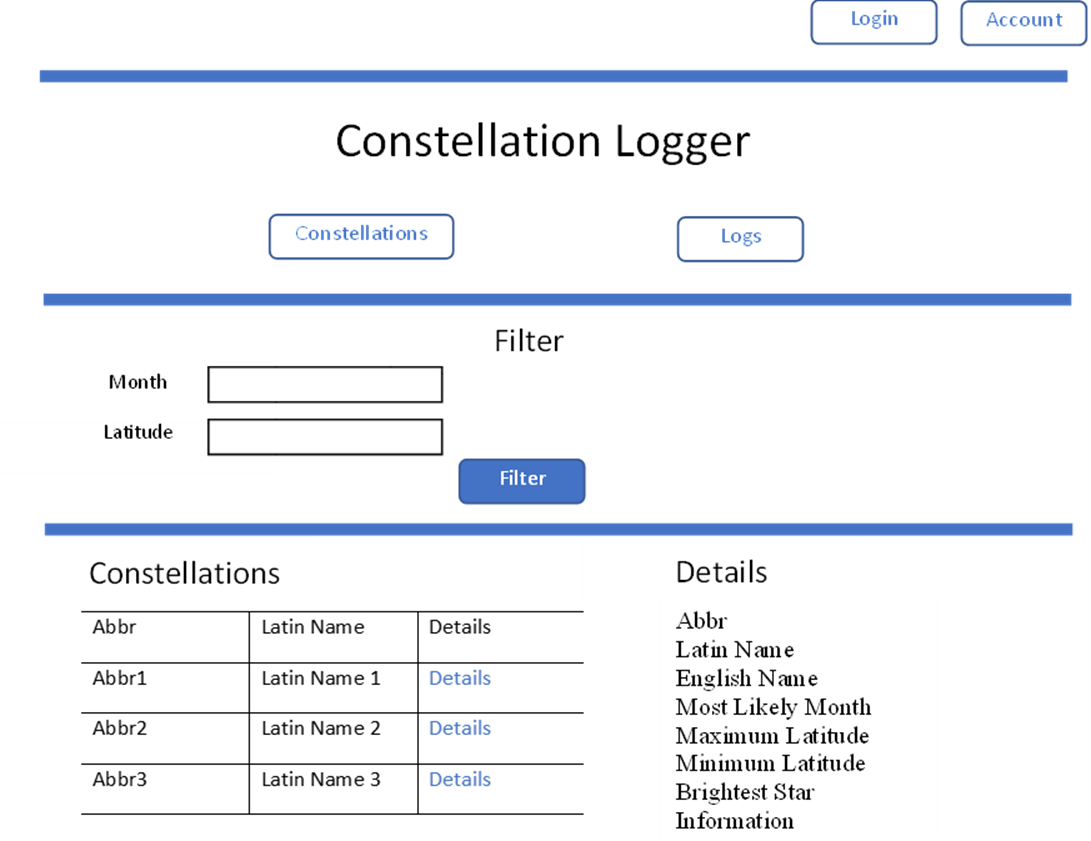 Login Account
Constellation Logger
Constellations Logs
Filter
Month
Latitude
Filter
Constellations
Abbr Latin Name Details
Abbr1 Latin Name 1 Details
Abbr2 Latin Name 2 Details
Abbr3 Latin Name 3 Details
Details
Abbr
Latin Name
English Name
Most Likely Month
Maximum Latitude
Minimum Latitude
Brightest Star
Information